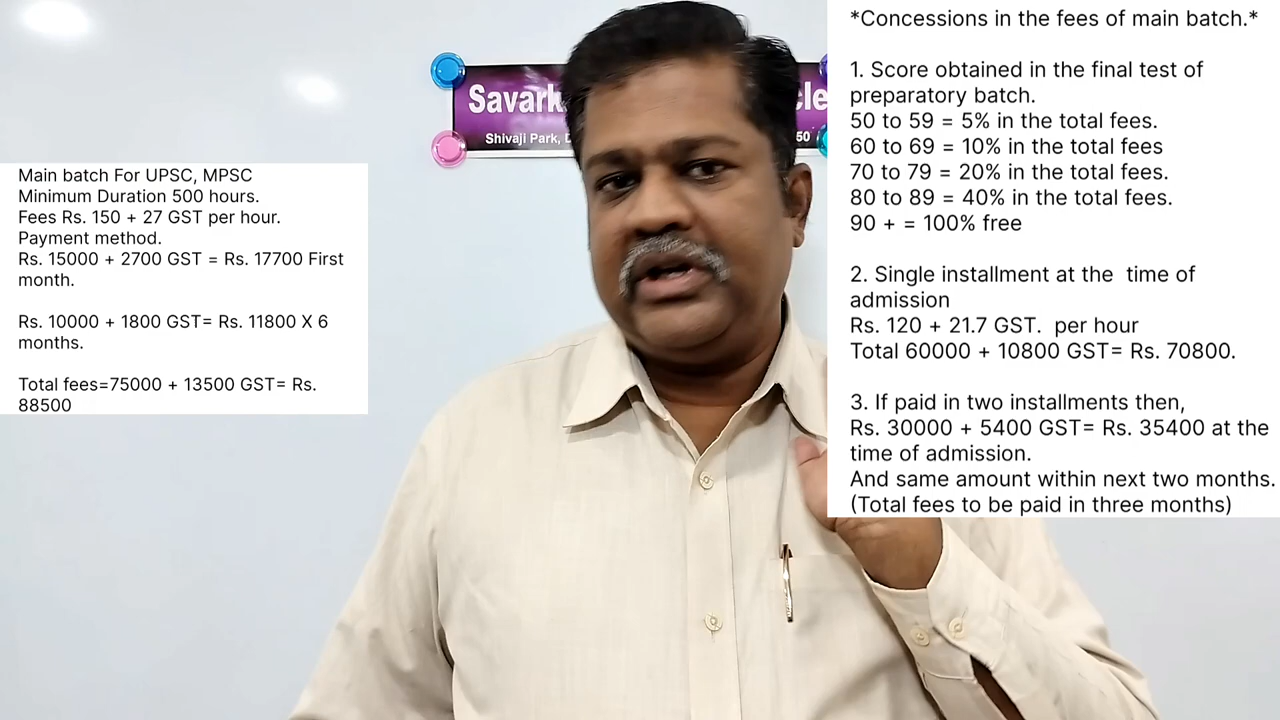 Main batch For UPSC, MPSC
Minimum Duration 500 hours.
Fees Rs. 150 + 27 GST per hour.
Payment method.
Rs. 15000 + 2700 GST = Rs. 17700 First
month.
Rs. 10000 + 1800 GST= Rs. 11800 X 6
months.
Total fees=75000 + 13500 GST= Rs.
88500
Savark
cle
Shivaji Park, D
50
*Concessions in the fees of main batch.*
1. Score obtained in the final test of
preparatory batch.
50 to 59 = 5% in the total fees.
60 to 69 = 10% in the total fees
70 to 79 = 20% in the total fees.
80 to 89 = 40% in the total fees.
90 + = 100% free
2. Single installment at the  time of
admission
Rs. 120 + 21.7 GST.  per hour
Total 60000 + 10800 GST= Rs. 70800.
3. If paid in two installments then,
Rs. 30000 + 5400 GST= Rs. 35400 at the
time of admission.
And same amount within next two months.
(Total fees to be paid in three months)